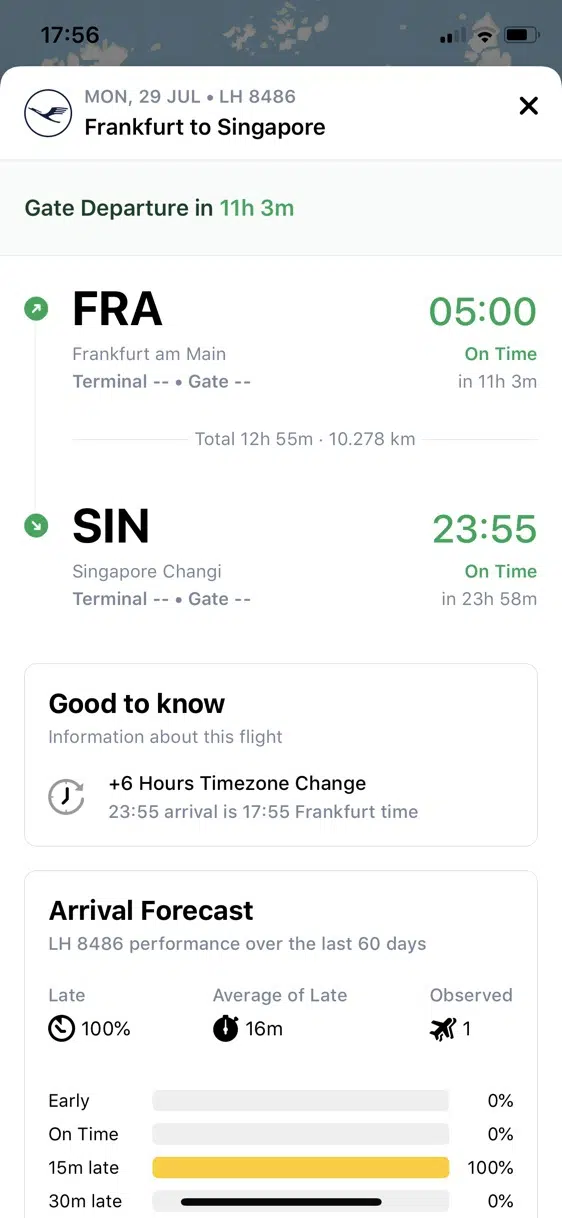 17:56
MON, 29 JUL • LH 8486
Frankfurt to Singapore
Gate Departure in 11h 3m
FRA 05:00
Frankfurt am Main On Time
Terminal -- • Gate -- in 11h 3m
Total 12h 55m · 10.278 km
SIN 23:55
Singapore Changi On Time
Terminal -- • Gate -- in 23h 58m
Good to know
Information about this flight
+6 Hours Timezone Change
23:55 arrival is 17:55 Frankfurt time
Arrival Forecast
LH 8486 performance over the last 60 days
Late Average of Late Observed
100% 16m 1
Early 0%
On Time 0%
15m late 100%
30m late 0%